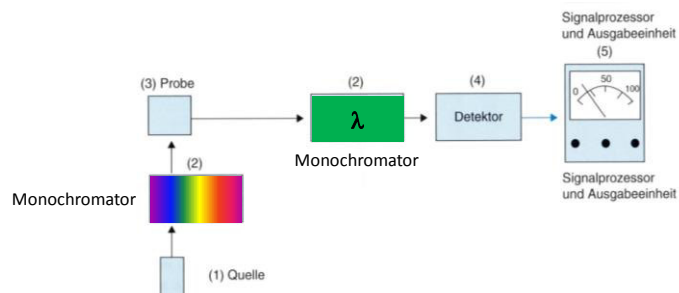 Signalprozessor
und Ausgabeeinheit
(5)
0 50 100
(3) Probe
(2)
λ
Monochromator
(4)
Detektor
(2)
Monochromator
Signalprozessor
und Ausgabeeinheit
(1) Quelle